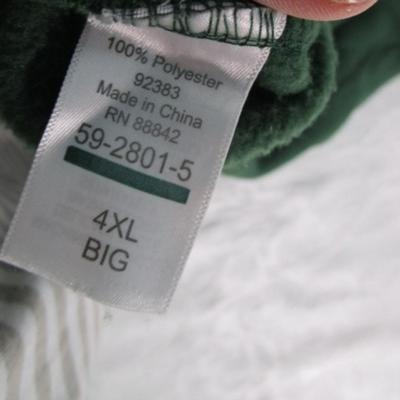 100% Polyester
92383
Made in China
RN 88842
59-2801-5
4XL
BIG